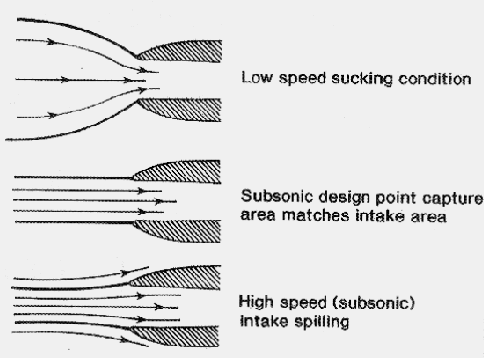 Low speed sucking condition
Subsonic design point capture
area matches intake area
High speed (subsonic)
intake spilling